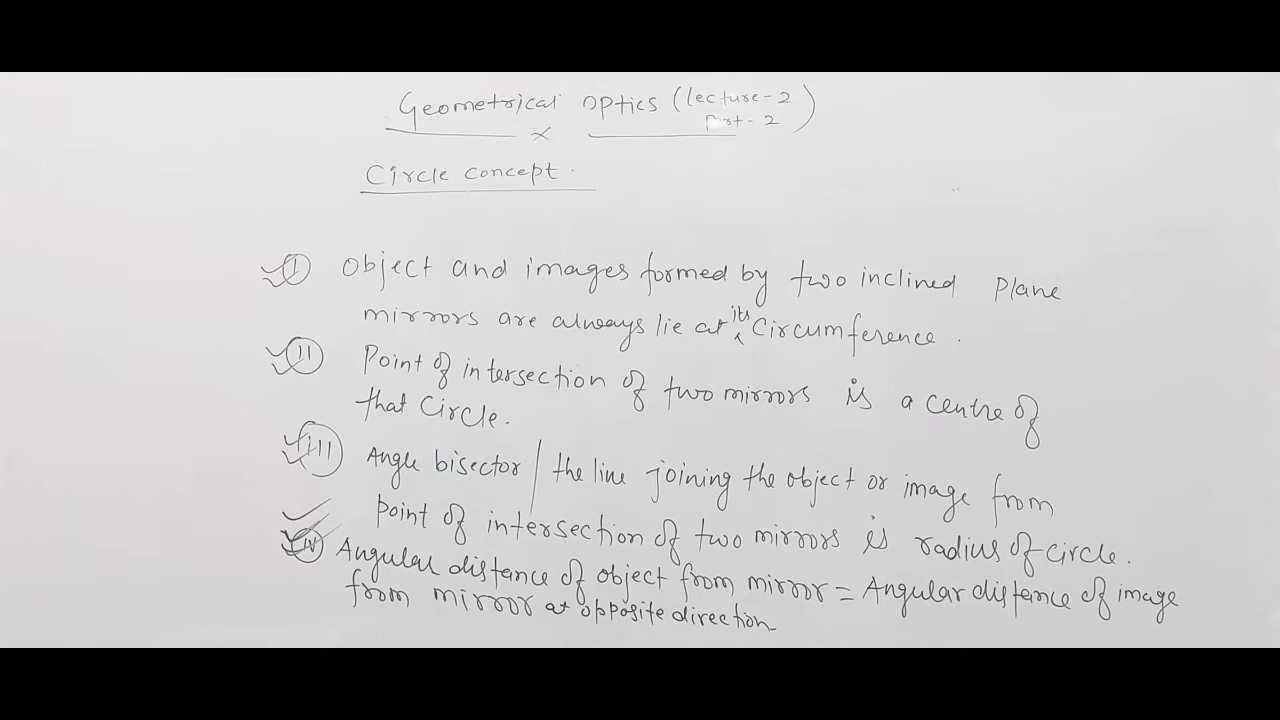 Geometrical optics (lecture-2
part-2)
×
Circle concept.
I object and images formed by two inclined plane
mirrors are always lie at its circumference.
II Point of intersection of two mirrors is a centre of
that circle.
III Angle bisector / the line joining the object or image from
point of intersection of two mirrors is radius of circle.
IV Angular distance of object from mirror = Angular distance of image
from mirror at opposite direction.